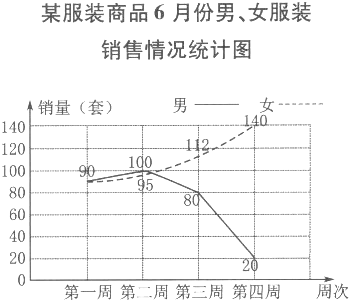 某服装商品6月份男、女服装
销售情况统计图
销量（套） 男 女
140 140
120 112
100 100
90 95
80 80
60
40
20 20
0
第一周 第二周 第三周 第四周 周次